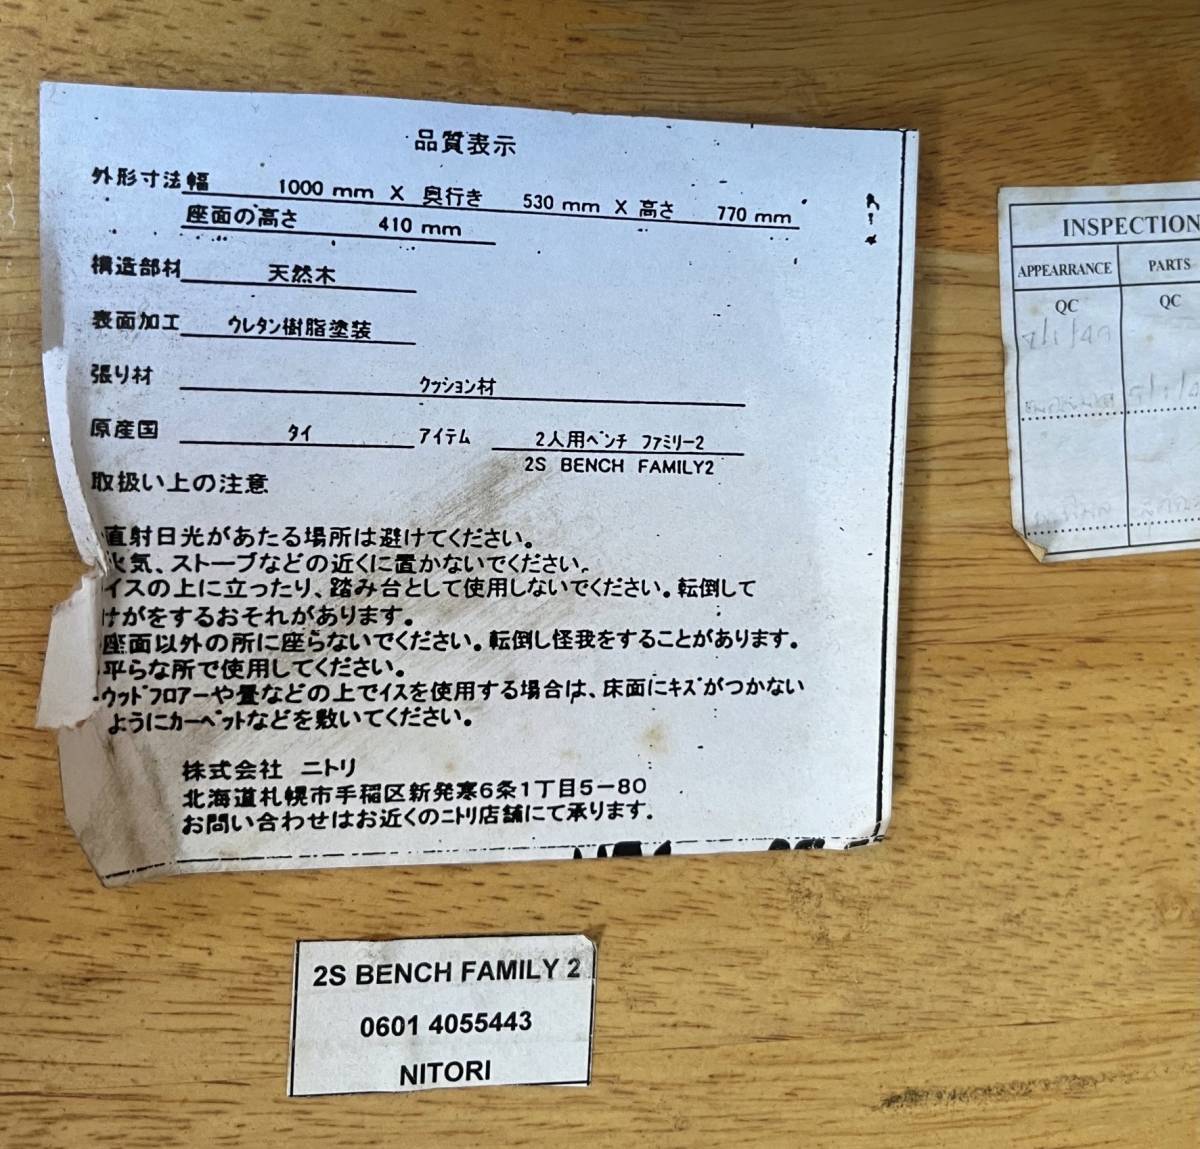 品質表示
外形寸法 幅 1000 mm X 奥行き 530 mm X 高さ 770 mm
座面の高さ 410 mm
構造部材 天然木
表面加工 ウレタン樹脂塗装
張り材 クッション材
原産国 タイ アイテム 2人用ベンチ ファミリー2
2S BENCH FAMILY2
取扱い上の注意
直射日光があたる場所は避けてください。
火気、ストーブなどの近くに置かないでください。
イスの上に立ったり、踏み台として使用しないでください。転倒して
けがをするおそれがあります。
座面以外の所に座らないでください。転倒し怪我をすることがあります。
平らな所で使用してください。
・ウッドフロアーや畳などの上でイスを使用する場合は、床面にキズがつかない
ようにカーペットなどを敷いてください。
株式会社 ニトリ
北海道札幌市手稲区新発寒6条1丁目5-80
お問い合わせはお近くのニトリ店舗にて承ります。
2S BENCH FAMILY 2
0601 4055443
NITORI
INSPECTION
APPEARRANCE PARTS
QC QC